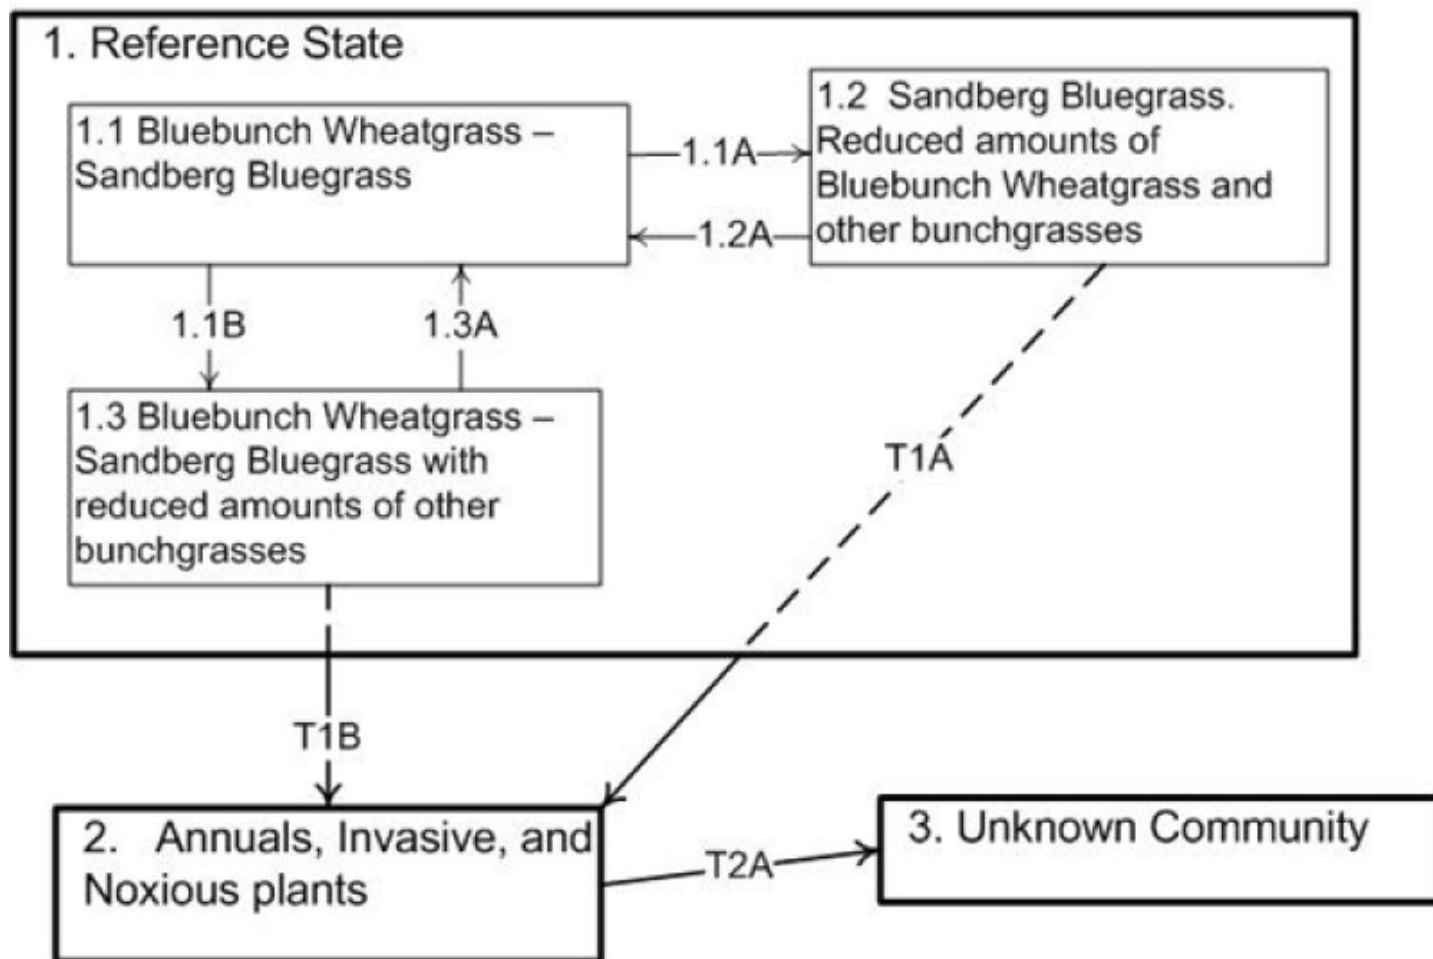 1. Reference State
1.1 Bluebunch Wheatgrass –
Sandberg Bluegrass
1.1A
1.2A
1.2 Sandberg Bluegrass.
Reduced amounts of
Bluebunch Wheatgrass and
other bunchgrasses
1.1B
1.3A
1.3 Bluebunch Wheatgrass –
Sandberg Bluegrass with
reduced amounts of other
bunchgrasses
T1A
T1B
2. Annuals, Invasive, and
Noxious plants
T2A
3. Unknown Community